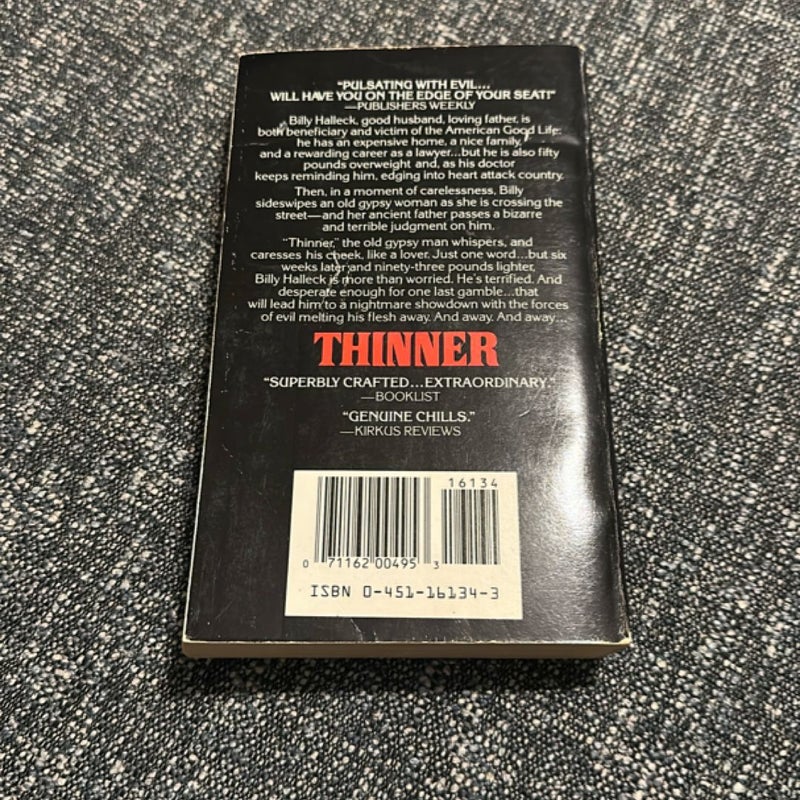 “PULSATING WITH EVIL...
WILL HAVE YOU ON THE EDGE OF YOUR SEAT!”
—PUBLISHERS WEEKLY
Billy Halleck, good husband, loving father, is
both beneficiary and victim of the American Good Life:
he has an expensive home, a nice family,
and a rewarding career as a lawyer...but he is also fifty
pounds overweight and, as his doctor
keeps reminding him, edging into heart attack country.
Then, in a moment of carelessness, Billy
sideswipes an old gypsy woman as she is crossing the
street—and her ancient father passes a bizarre
and terrible judgment on him.
“Thinner,” the old gypsy man whispers, and
caresses his cheek, like a lover. Just one word...but six
weeks later and ninety-three pounds lighter,
Billy Halleck is more than worried. He's terrified. And
desperate enough for one last gamble...that
will lead him to a nightmare showdown with the forces
of evil melting his flesh away. And away. And away...
THINNER
“SUPERBLY CRAFTED...EXTRAORDINARY.”
—BOOKLIST
“GENUINE CHILLS.”
—KIRKUS REVIEWS
16134
0 71162 00495 3
ISBN 0-451-16134-3